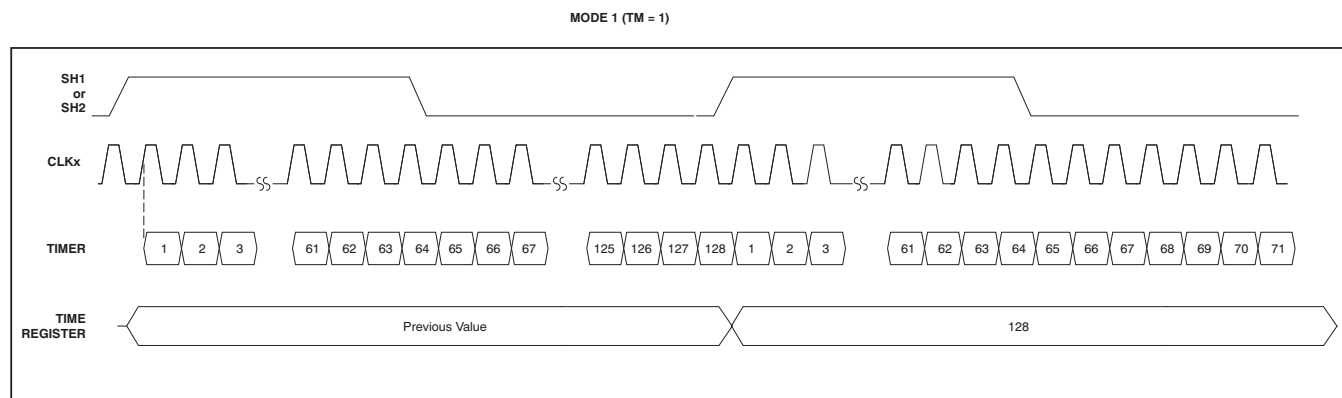 MODE 1 (TM = 1)
SH1
or
SH2
CLKx
TIMER
1 2 3 61 62 63 64 65 66 67 125 126 127 128 1 2 3 61 62 63 64 65 66 67 68 69 70 71
TIME
REGISTER
Previous Value 128